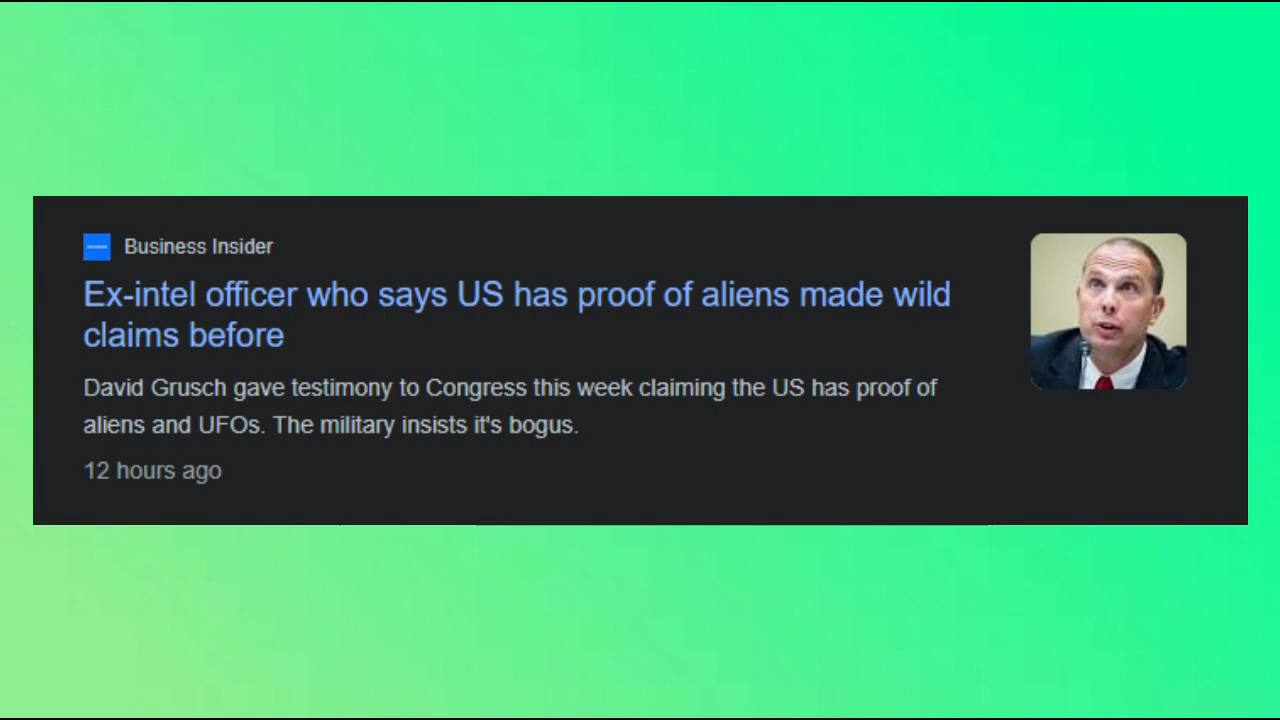 Business Insider
Ex-intel officer who says US has proof of aliens made wild
claims before
David Grusch gave testimony to Congress this week claiming the US has proof of
aliens and UFOs. The military insists it's bogus.
12 hours ago